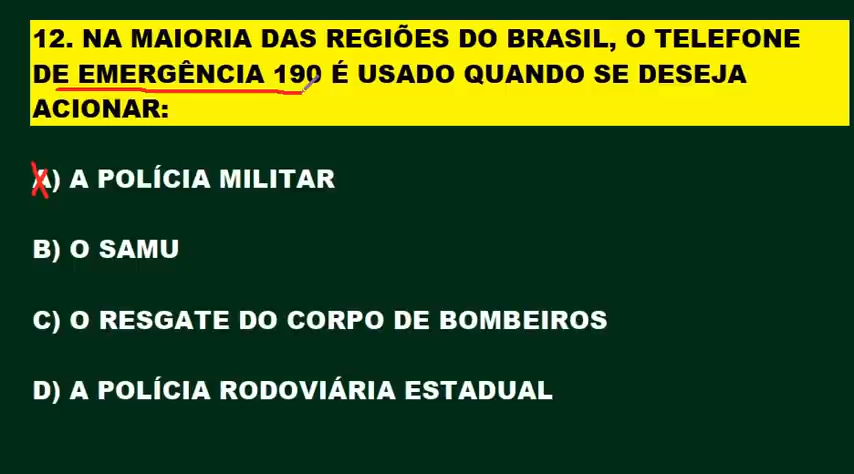 12. NA MAIORIA DAS REGIÕES DO BRASIL, O TELEFONE
DE EMERGÊNCIA 190 É USADO QUANDO SE DESEJA
ACIONAR:
A) A POLÍCIA MILITAR
B) O SAMU
C) O RESGATE DO CORPO DE BOMBEIROS
D) A POLÍCIA RODOVIÁRIA ESTADUAL